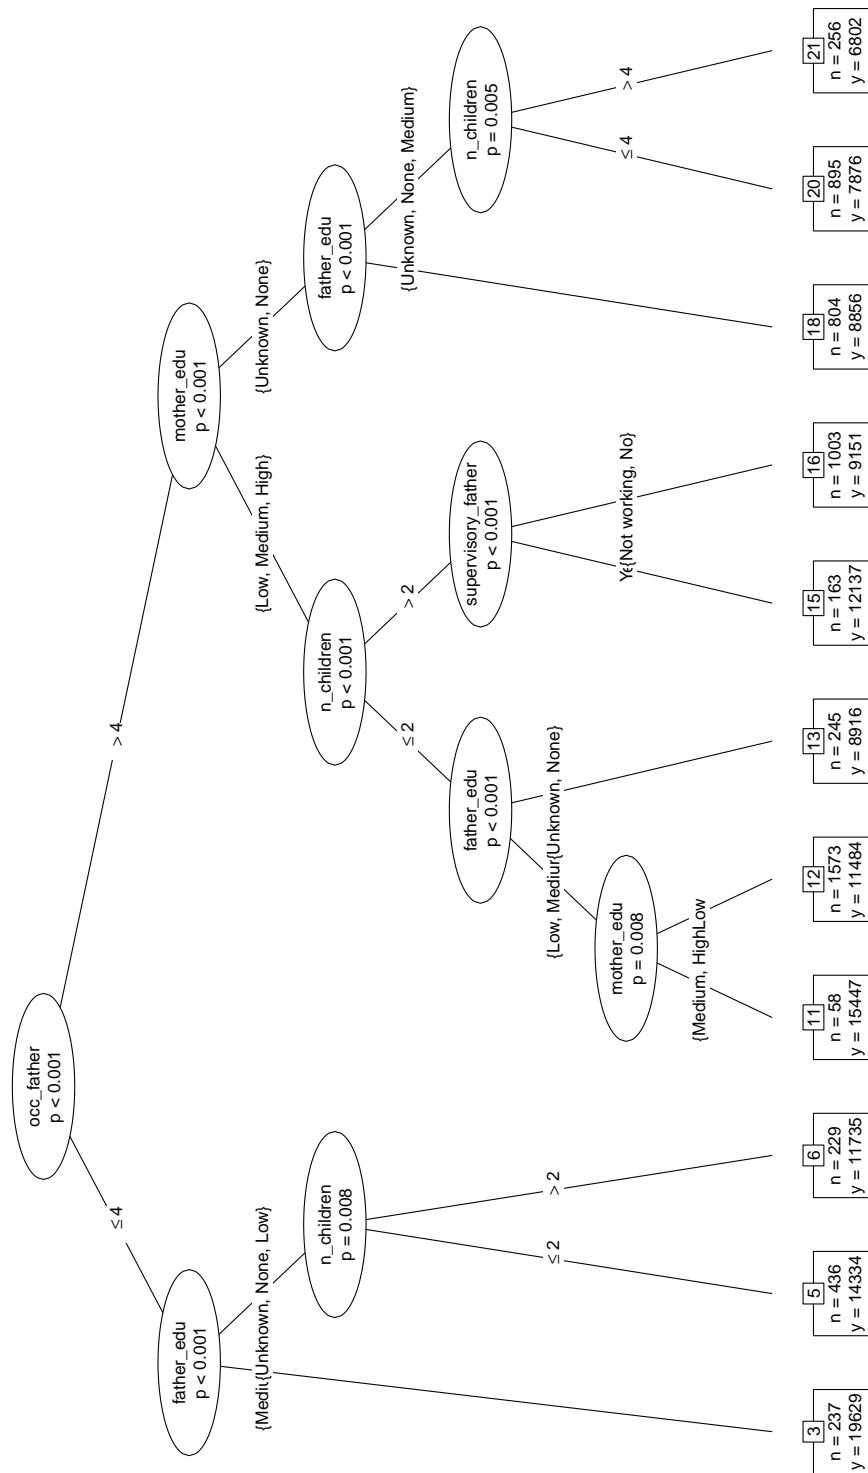 occ_father
p < 0.001
≤ 4
> 4
father_edu
p < 0.001
{Unknown, None, Low}
n_children
p = 0.008
≤ 2
> 2
mother_edu
p < 0.001
{Low, Medium, High}
{Unknown, None}
n_children
p < 0.001
≤ 2
> 2
father_edu
p < 0.001
{Low,
{Unknown, None}
mother_edu
p = 0.008
{Medium, High
Low
supervisory_father
p < 0.001
{Not working, No}
father_edu
p < 0.001
{Unknown, None, Medium}
n_children
p = 0.005
≤ 4
> 4
3
n = 237
y = 19629
5
n = 436
y = 14334
6
n = 229
y = 11735
11
n = 58
y = 15447
12
n = 1573
y = 11484
13
n = 245
y = 8916
15
n = 163
y = 12137
16
n = 1003
y = 9151
18
n = 804
y = 8856
20
n = 895
y = 7876
21
n = 256
y = 6802